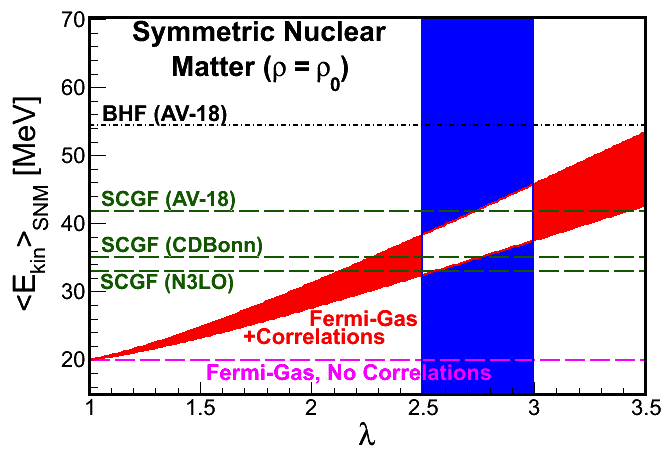 Symmetric Nuclear
Matter (ρ = ρ0)
<Ekin>SNM [MeV]
70
60
50
40
30
20
BHF (AV-18)
SCGF (AV-18)
SCGF (CDBonn)
SCGF (N3LO)
Fermi-Gas
+Correlations
Fermi-Gas, No Correlations
1
1.5
2
2.5
3
3.5
λ